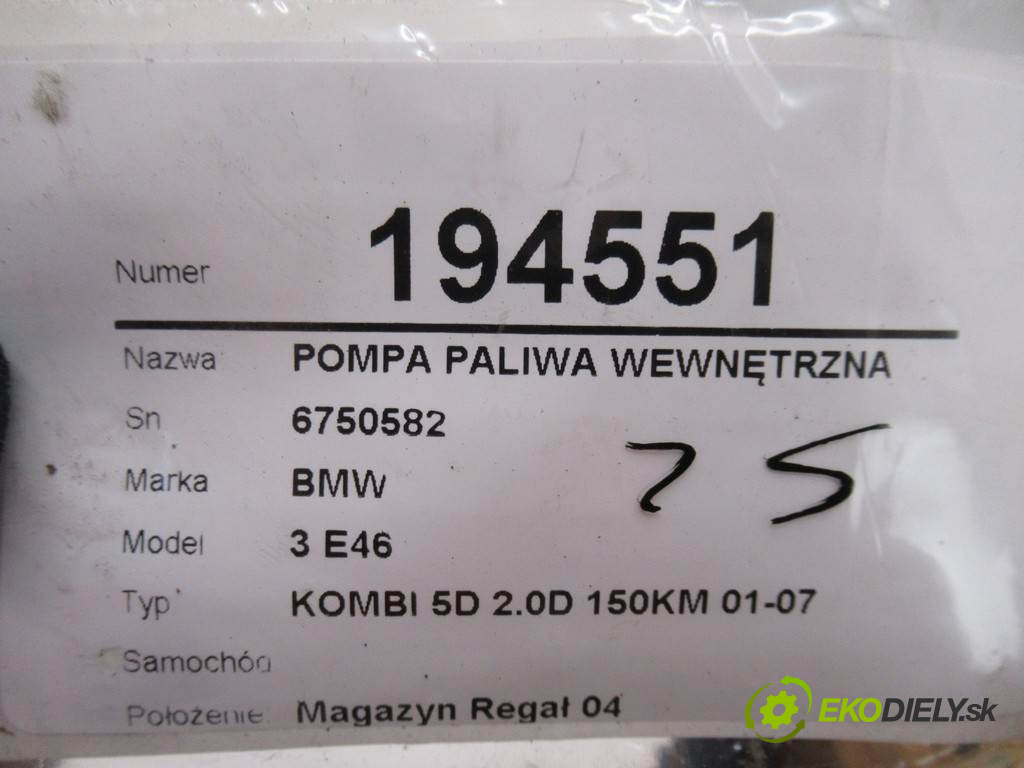 Numer 194551
Nazwa POMPA PALIWA WEWNĘTRZNA
Sn 6750582
Marka BMW
Model 3 E46
Typ KOMBI 5D 2.0D 150KM 01-07
Samochód
Położenie Magazyn Regał 04
25
EKODIELY.sk